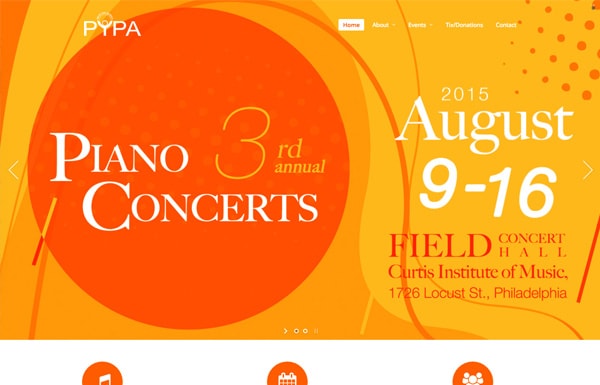 PYPA
Home About Events Tix/Donations Contact
PIANO
CONCERTS
3rd
annual
2015
August
9-16
FIELD CONCERT
HALL
Curtis Institute of Music,
1726 Locust St., Philadelphia